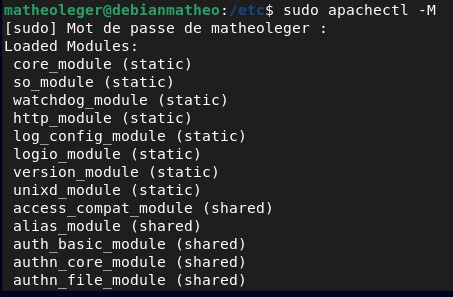 matheoleger@debianmatheo:/etc$ sudo apachectl -M
[sudo] Mot de passe de matheoleger :
Loaded Modules:
core_module (static)
so_module (static)
watchdog_module (static)
http_module (static)
log_config_module (static)
logio_module (static)
version_module (static)
unixd_module (static)
access_compat_module (shared)
alias_module (shared)
auth_basic_module (shared)
authn_core_module (shared)
authn_file_module (shared)